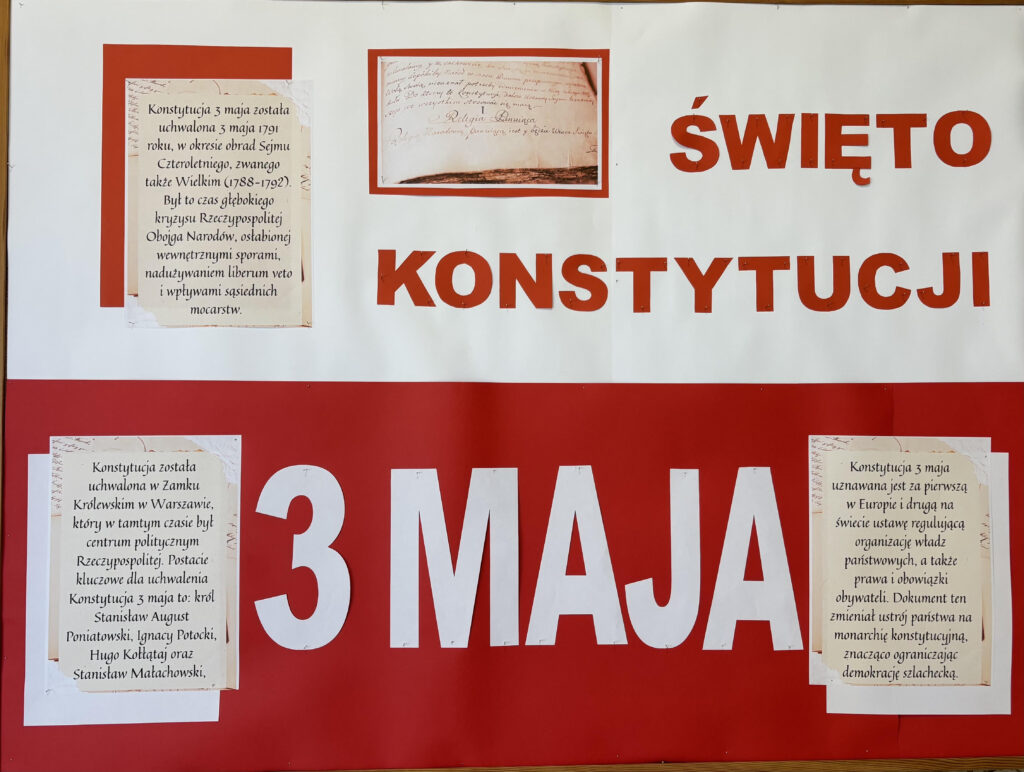 Konstytucja 3 maja została
uchwalona 3 maja 1791
roku, w okresie obrad Sejmu
Czteroletniego, zwanego
także Wielkim (1788-1792).
Był to czas głębokiego
kryzysu Rzeczypospolitej
Obojga Narodów, osłabionej
wewnętrznymi sporami,
nadużywaniem liberum veto
i wpływami sąsiednich
mocarstw.
I
Religia Panuiąca
ŚWIĘTO
KONSTYTUCJI
3 MAJA
Konstytucja została
uchwalona w Zamku
Królewskim w Warszawie,
który w tamtym czasie był
centrum politycznym
Rzeczypospolitej. Postacie
kluczowe dla uchwalenia
Konstytucja 3 maja to: król
Stanisław August
Poniatowski, Ignacy Potocki,
Hugo Kołłątaj oraz
Stanisław Małachowski,
Konstytucja 3 maja
uznawana jest za pierwszą
w Europie i drugą na
świecie ustawę regulującą
organizację władz
państwowych, a także
prawa i obowiązki
obywateli. Dokument ten
zmieniał ustrój państwa na
monarchię konstytucyjną,
znacząco ograniczając
demokrację szlachecką.